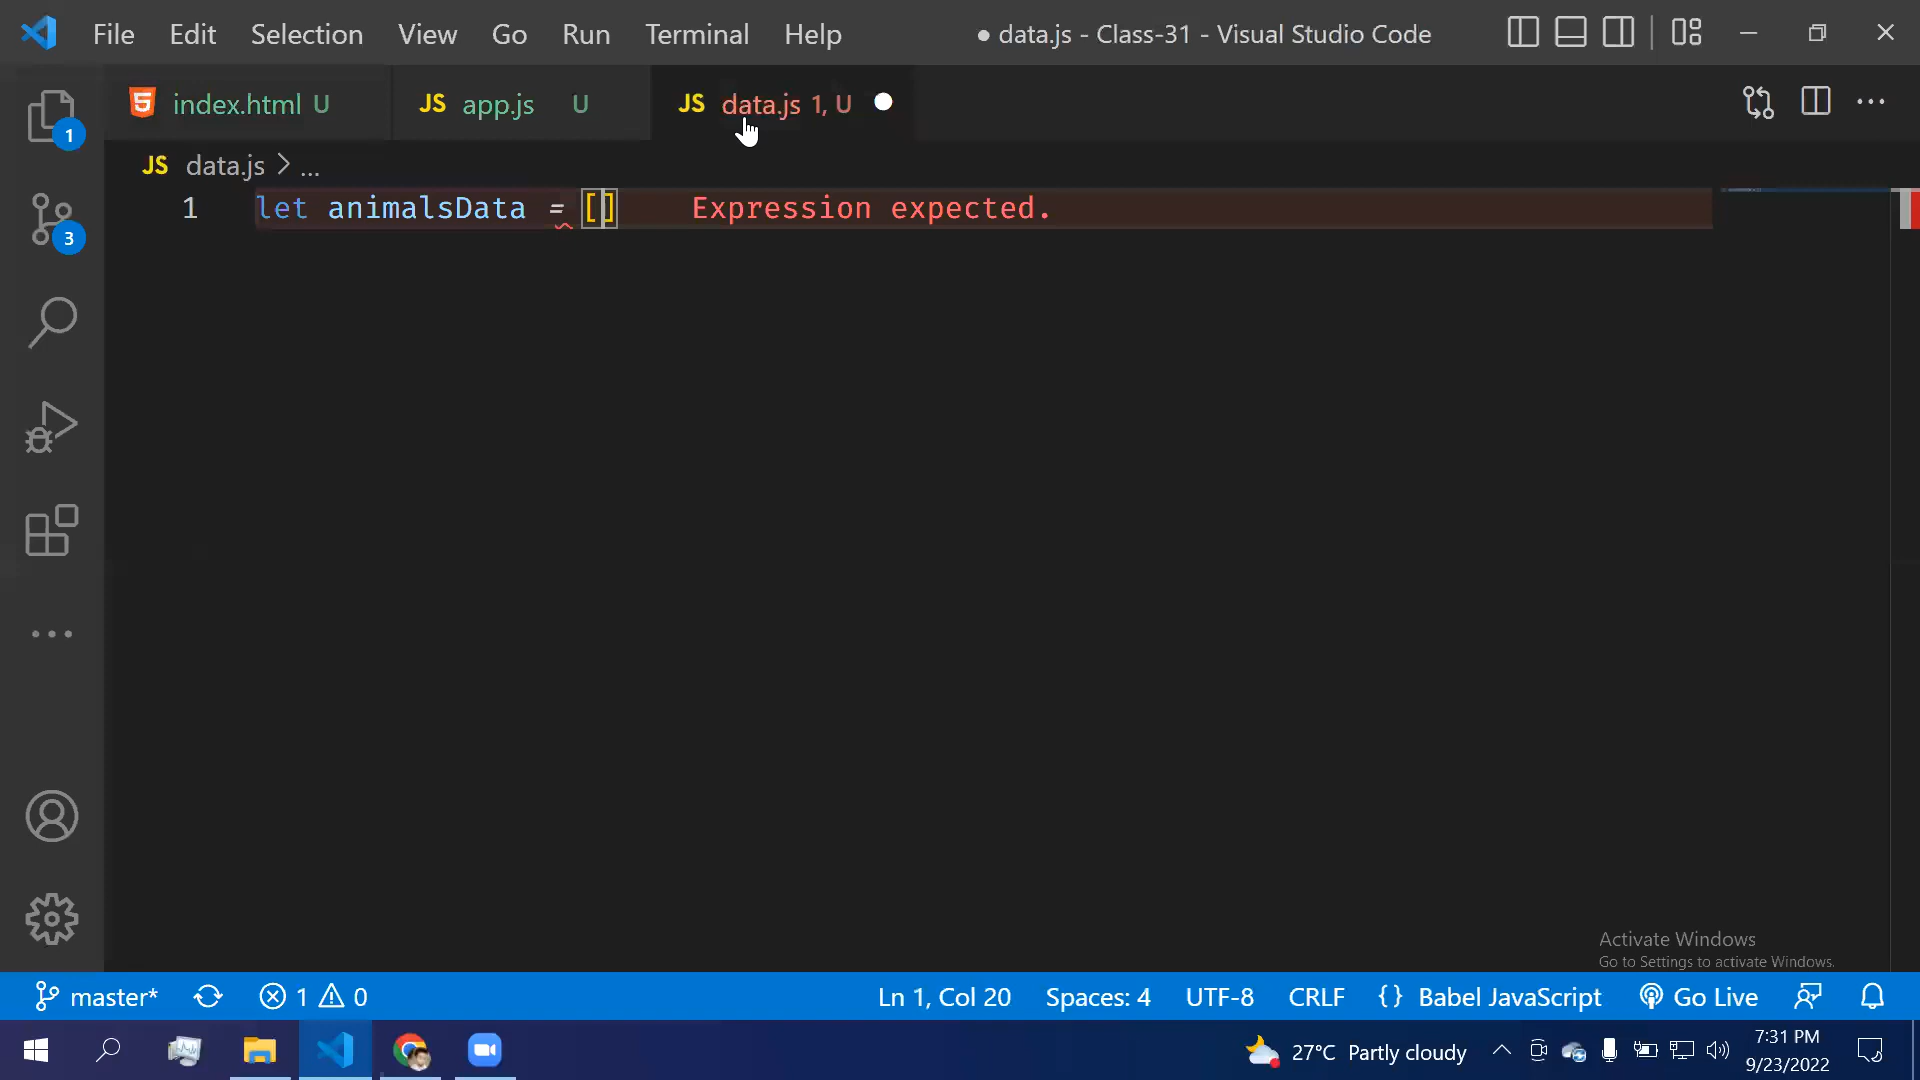 File Edit Selection View Go Run Terminal Help ● data.js - Class-31 - Visual Studio Code
index.html U JS app.js U JS data.js 1, U
JS data.js > ...
1 let animalsData = [] Expression expected.
1
3
Activate Windows
Go to Settings to activate Windows.
master* 1 0 Ln 1, Col 20 Spaces: 4 UTF-8 CRLF {} Babel JavaScript Go Live
27°C Partly cloudy 7:31 PM
9/23/2022